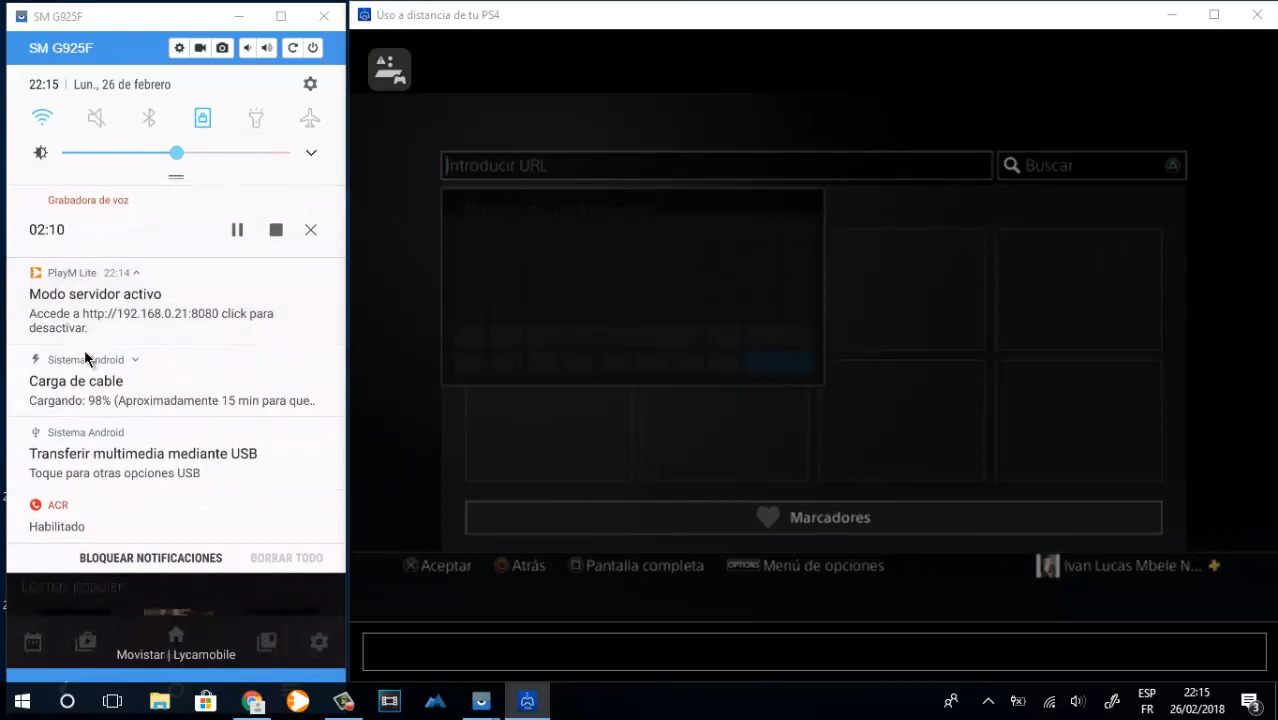 SM G925F
SM G925F
22:15 | Lun., 26 de febrero
Grabadora de voz
02:10
PlayM Lite 22:14
Modo servidor activo
Accede a http://192.168.0.21:8080 click para
desactivar.
Sistema Android
Carga de cable
Cargando: 98% (Aproximadamente 15 min para que..
Sistema Android
Transferir multimedia mediante USB
Toque para otras opciones USB
ACR
Habilitado
BLOQUEAR NOTIFICACIONES BORRAR TODO
Lo más popular
Movistar | Lycamobile
Uso a distancia de tu PS4
Introducir URL
Buscar
Marcadores
Aceptar Atrás Pantalla completa OPTIONS Menú de opciones Ivan Lucas Mbele N...
ESP
FR
22:15
26/02/2018
3